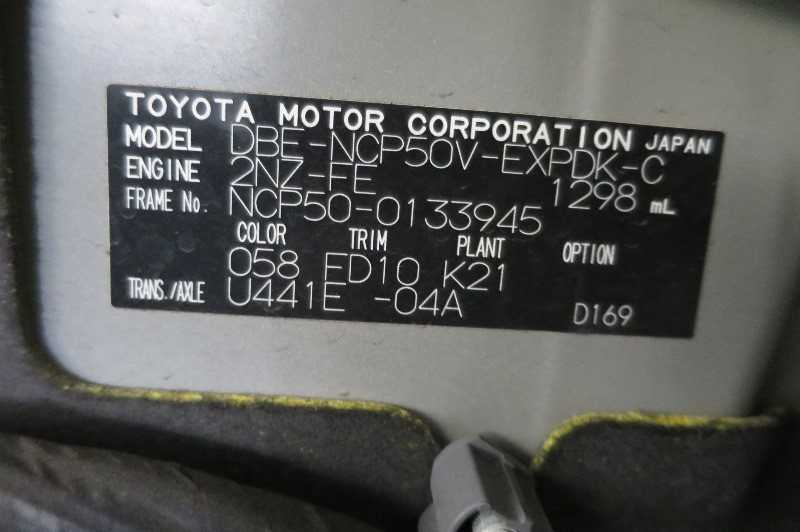 TOYOTA MOTOR CORPORATION JAPAN
MODEL DBE-NCP50V-EXPDK-C
ENGINE 2NZ-FE 1298 mL
FRAME No. NCP50-0133945
COLOR TRIM PLANT OPTION
058 FD10 K21
TRANS./AXLE U441E -04A D169